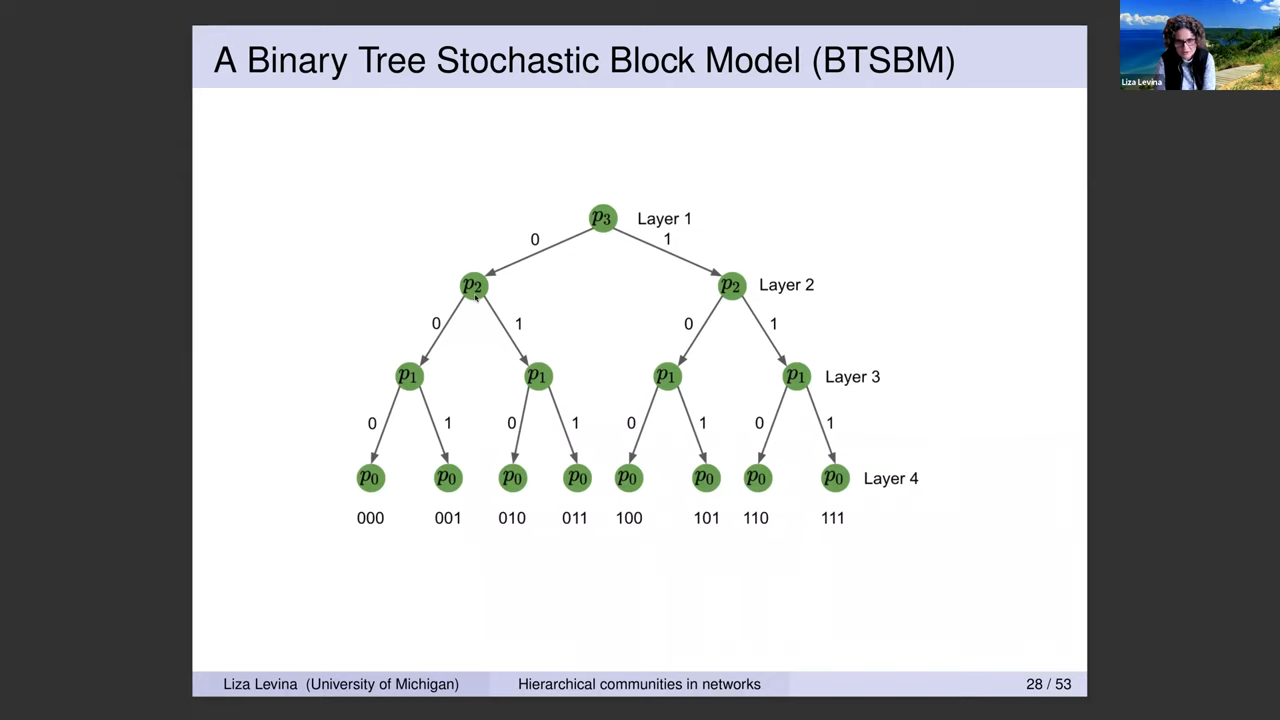 A Binary Tree Stochastic Block Model (BTSBM)
Liza Levina
p3 Layer 1
0 1
p2 p2 Layer 2
0 1 0 1
p1 p1 p1 p1 Layer 3
0 1 0 1 0 1 0 1
p0 p0 p0 p0 p0 p0 p0 p0 Layer 4
000 001 010 011 100 101 110 111
Liza Levina (University of Michigan) Hierarchical communities in networks 28 / 53